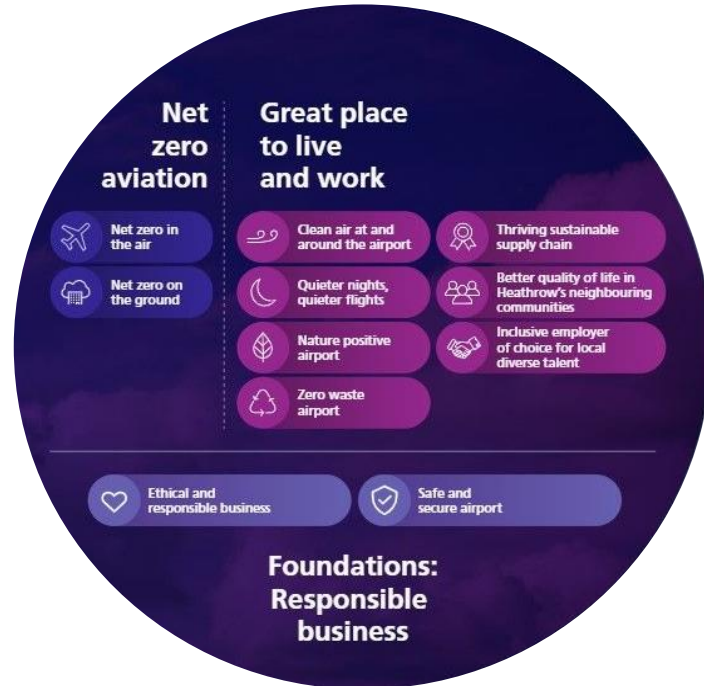 Net
zero
aviation
Net zero in
the air
Net zero on
the ground
Great place
to live
and work
Clean air at and
around the airport
Quieter nights,
quieter flights
Nature positive
airport
Zero waste
airport
Thriving sustainable
supply chain
Better quality of life in
Heathrow's neighbouring
communities
Inclusive employer
of choice for local
diverse talent
Ethical and
responsible business
Safe and
secure airport
Foundations:
Responsible
business